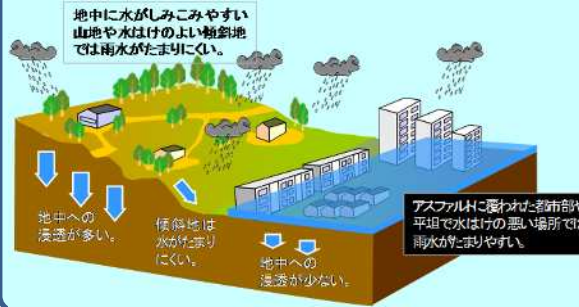 地中に水がしみこみやすい
山地や水はけのよい傾斜地
では雨水がたまりにくい。
アスファルトに覆われた都市部や
平坦で水はけの悪い場所では
雨水がたまりやすい。
地中への
浸透が多い。
傾斜地は
水がたまり
にくい。
地中への
浸透が少ない。